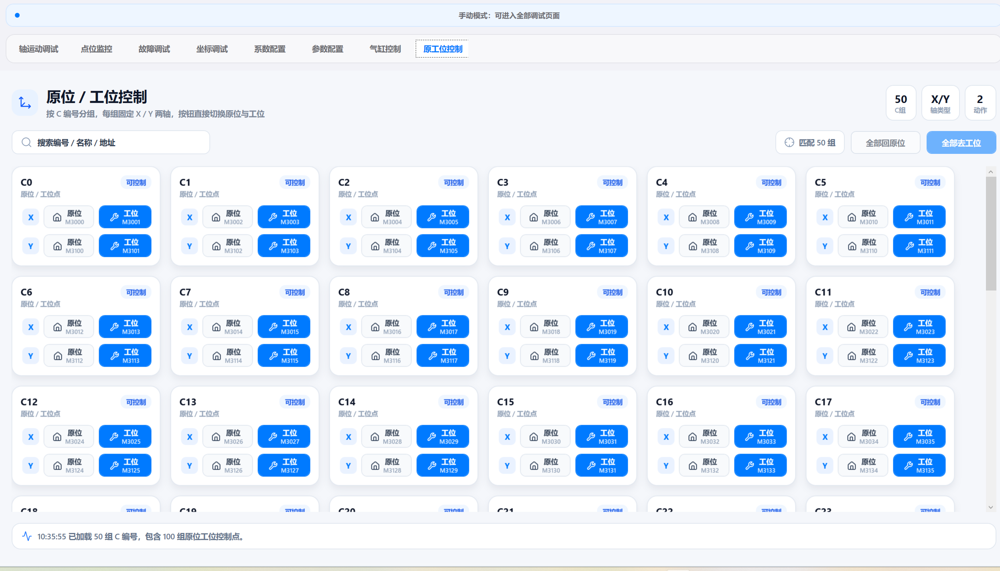 手动模式：可进入全部调试页面
轴运动调试 点位监控 故障调试 坐标调试 系数配置 参数配置 气缸控制 原工位控制
原位 / 工位控制
按 C 编号分组，每组固定 X / Y 两轴，按钮直接切换原位与工位
50 X/Y 2
C组 轴类型 动作
搜索编号 / 名称 / 地址 匹配 50 组 全部回原位 全部去工位
C0 可控制 C1 可控制 C2 可控制 C3 可控制 C4 可控制 C5 可控制
原位 / 工位点 原位 / 工位点 原位 / 工位点 原位 / 工位点 原位 / 工位点 原位 / 工位点
X 原位 M3000 工位 M3001 X 原位 M3002 工位 M3003 X 原位 M3004 工位 M3005 X 原位 M3006 工位 M3007 X 原位 M3008 工位 M3009 X 原位 M3010 工位 M3011
Y 原位 M3100 工位 M3101 Y 原位 M3102 工位 M3103 Y 原位 M3104 工位 M3105 Y 原位 M3106 工位 M3107 Y 原位 M3108 工位 M3109 Y 原位 M3110 工位 M3111
C6 可控制 C7 可控制 C8 可控制 C9 可控制 C10 可控制 C11 可控制
原位 / 工位点 原位 / 工位点 原位 / 工位点 原位 / 工位点 原位 / 工位点 原位 / 工位点
X 原位 M3012 工位 M3013 X 原位 M3014 工位 M3015 X 原位 M3016 工位 M3017 X 原位 M3018 工位 M3019 X 原位 M3020 工位 M3021 X 原位 M3022 工位 M3023
Y 原位 M3112 工位 M3113 Y 原位 M3114 工位 M3115 Y 原位 M3116 工位 M3117 Y 原位 M3118 工位 M3119 Y 原位 M3120 工位 M3121 Y 原位 M3122 工位 M3123
C12 可控制 C13 可控制 C14 可控制 C15 可控制 C16 可控制 C17 可控制
原位 / 工位点 原位 / 工位点 原位 / 工位点 原位 / 工位点 原位 / 工位点 原位 / 工位点
X 原位 M3024 工位 M3025 X 原位 M3026 工位 M3027 X 原位 M3028 工位 M3029 X 原位 M3030 工位 M3031 X 原位 M3032 工位 M3033 X 原位 M3034 工位 M3035
Y 原位 M3124 工位 M3125 Y 原位 M3126 工位 M3127 Y 原位 M3128 工位 M3129 Y 原位 M3130 工位 M3131 Y 原位 M3132 工位 M3133 Y 原位 M3134 工位 M3135
C18 可控制 C19 可控制 C20 可控制 C21 可控制 C22 可控制 C23 可控制
10:35:55 已加载 50 组 C 编号，包含 100 组原位工位控制点。